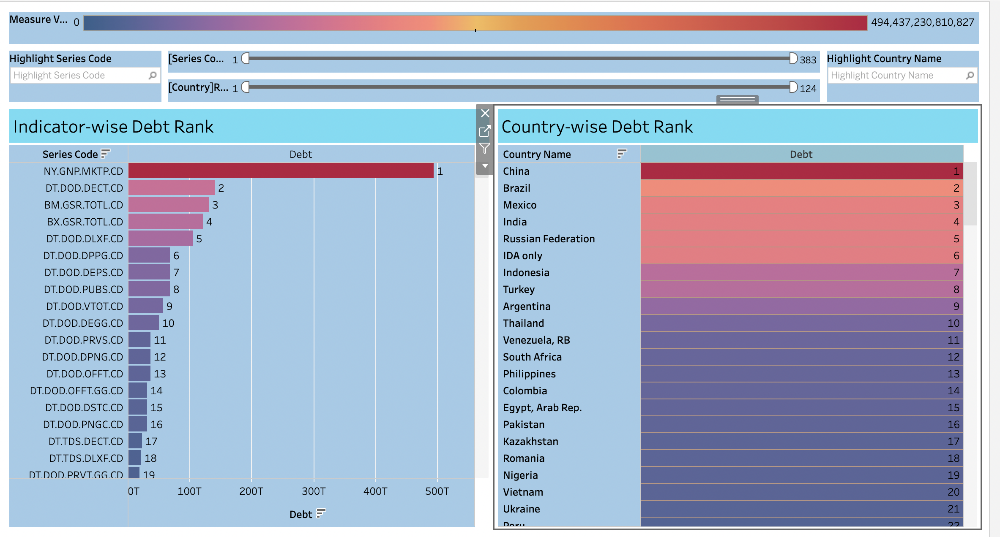 Measure V... 0 494,437,230,810,827
Highlight Series Code
Highlight Series Code
[Series Co... 1 383
[Country]R... 1 124
Highlight Country Name
Highlight Country Name
Indicator-wise Debt Rank
Series Code Debt
NY.GNP.MKTP.CD 1
DT.DOD.DECT.CD 2
BM.GSR.TOTL.CD 3
BX.GSR.TOTL.CD 4
DT.DOD.DLXF.CD 5
DT.DOD.DPPG.CD 6
DT.DOD.DEPS.CD 7
DT.DOD.PUBS.CD 8
DT.DOD.VTOT.CD 9
DT.DOD.DEGG.CD 10
DT.DOD.PRVS.CD 11
DT.DOD.DPNG.CD 12
DT.DOD.OFFT.CD 13
DT.DOD.OFFT.GG.CD 14
DT.DOD.DSTC.CD 15
DT.DOD.PNGC.CD 16
DT.TDS.DECT.CD 17
DT.TDS.DLXF.CD 18
DT.DOD.PRVT.GG.CD 19
0T 100T 200T 300T 400T 500T
Debt
Country-wise Debt Rank
Country Name Debt
China 1
Brazil 2
Mexico 3
India 4
Russian Federation 5
IDA only 6
Indonesia 7
Turkey 8
Argentina 9
Thailand 10
Venezuela, RB 11
South Africa 12
Philippines 13
Colombia 14
Egypt, Arab Rep. 15
Pakistan 16
Kazakhstan 17
Romania 18
Nigeria 19
Vietnam 20
Ukraine 21
Peru 22